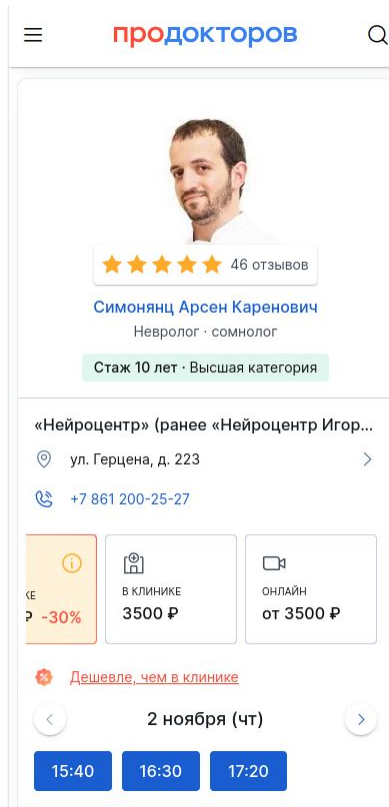 продокторов
46 отзывов
Симонянц Арсен Каренович
Невролог · сомнолог
Стаж 10 лет · Высшая категория
«Нейроцентр» (ранее «Нейроцентр Игор...
ул. Герцена, д. 223
+7 861 200-25-27
КЕ
₽ -30%
В КЛИНИКЕ
3500 ₽
ОНЛАЙН
от 3500 ₽
Дешевле, чем в клинике
2 ноября (чт)
15:40 16:30 17:20